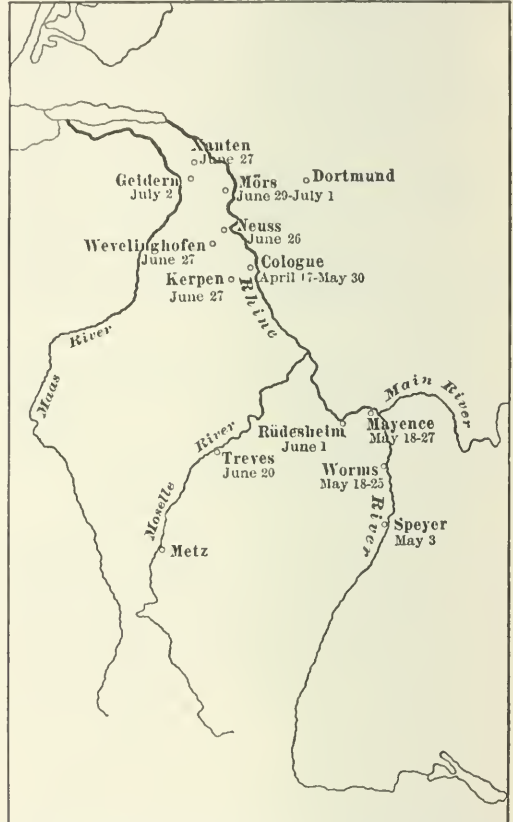 Xanten
June 27
Geldern
July 2
Mörs
June 29-July 1
Dortmund
Neuss
June 26
Wevelinghofen
June 27
Cologne
April 17-May 30
Kerpen
June 27
Rhine
River
Maas
Main River
River
Moselle
Rüdesheim
June 1
Mayence
May 18-27
Treves
June 20
Worms
May 18-25
River
Speyer
May 3
Metz